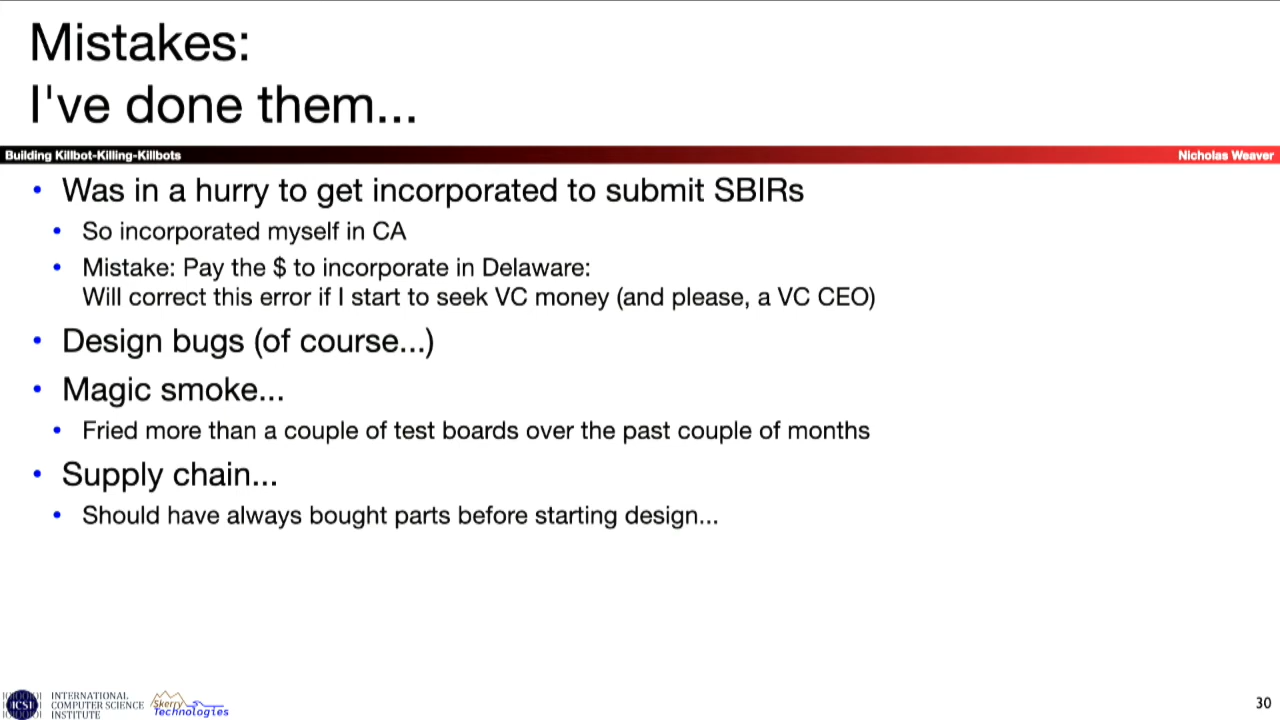 Mistakes:
I've done them...
Building Killbot-Killing-Killbots
Nicholas Weaver
• Was in a hurry to get incorporated to submit SBIRs
• So incorporated myself in CA
• Mistake: Pay the $ to incorporate in Delaware:
Will correct this error if I start to seek VC money (and please, a VC CEO)
• Design bugs (of course...)
• Magic smoke...
• Fried more than a couple of test boards over the past couple of months
• Supply chain...
• Should have always bought parts before starting design...
ICSI
INTERNATIONAL
COMPUTER SCIENCE
INSTITUTE
Skerry
Technologies
30